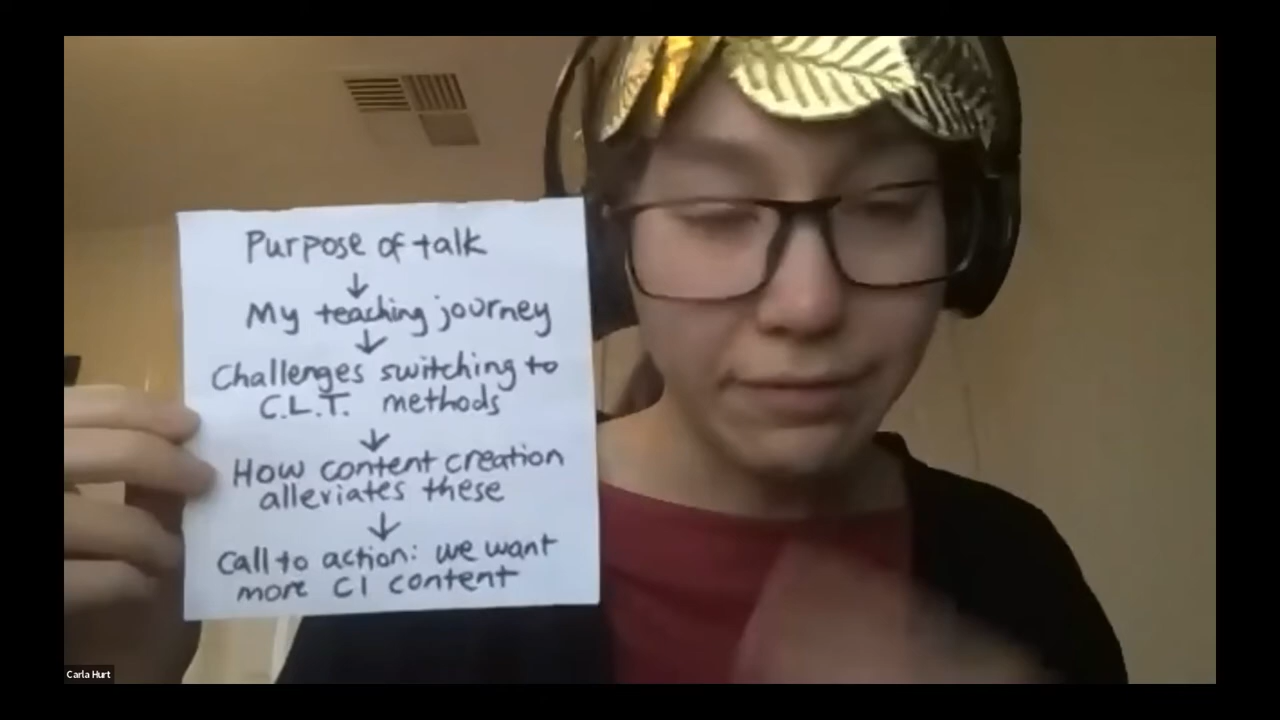 Purpose of talk
↓
My teaching journey
↓
Challenges switching to
C.L.T. methods
↓
How content creation
alleviates these
↓
Call to action: we want
more CI content
Carla Hurt